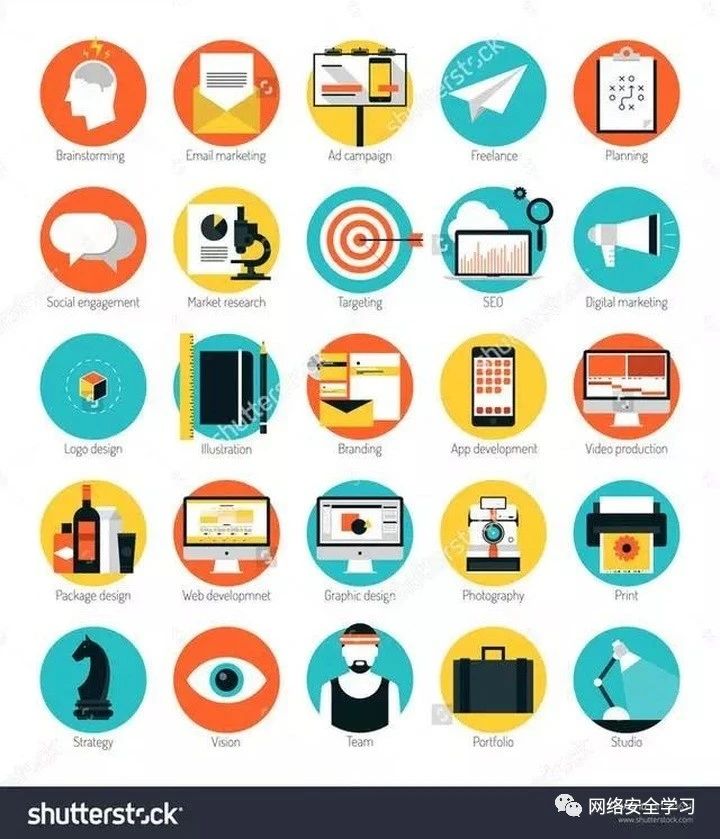 Brainstorming
Email marketing
Ad campaign
Freelance
Planning
Social engagement
Market research
Targeting
SEO
Digital marketing
Logo design
Illustration
Branding
App development
Video production
Package design
Web developmnet
Graphic design
Photography
Print
Strategy
Vision
Team
Portfolio
Studio
shutterstock
网络安全学习
www.shutterstock.com